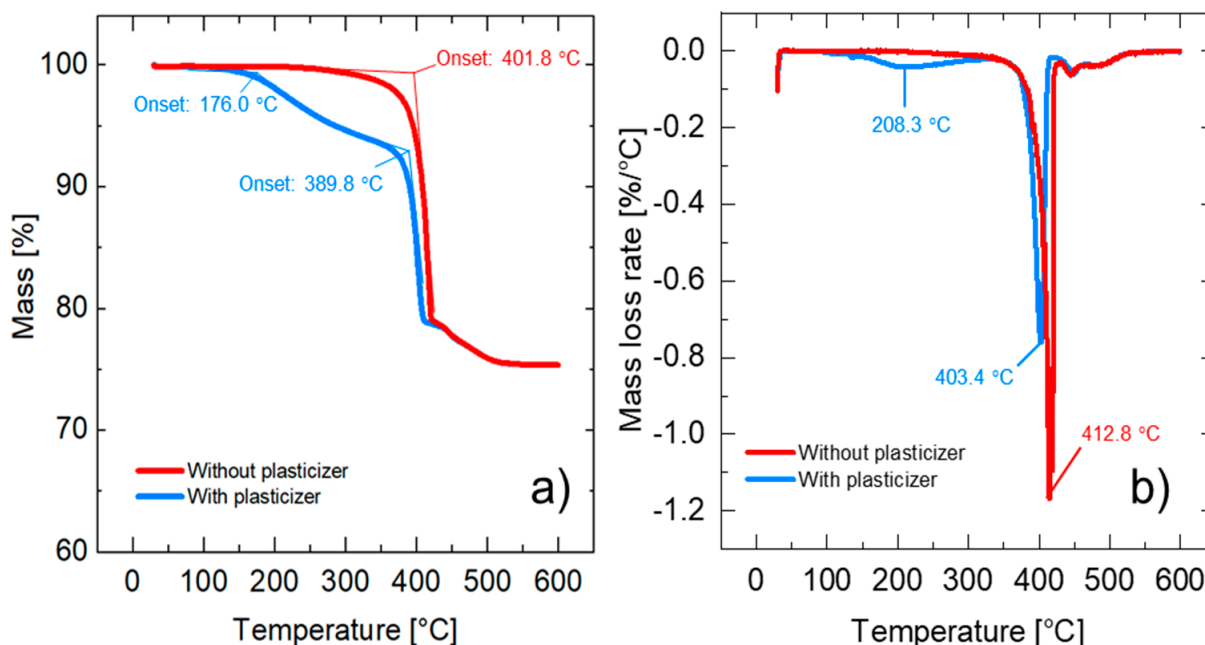 100
90
80
70
60
Mass [%]
Onset: 401.8 °C
Onset: 176.0 °C
Onset: 389.8 °C
Without plasticizer
With plasticizer
a)
0 100 200 300 400 500 600
Temperature [°C]
0.0
-0.2
-0.4
-0.6
-0.8
-1.0
-1.2
Mass loss rate [%/°C]
208.3 °C
403.4 °C
412.8 °C
Without plasticizer
With plasticizer
b)
0 100 200 300 400 500 600
Temperature [°C]